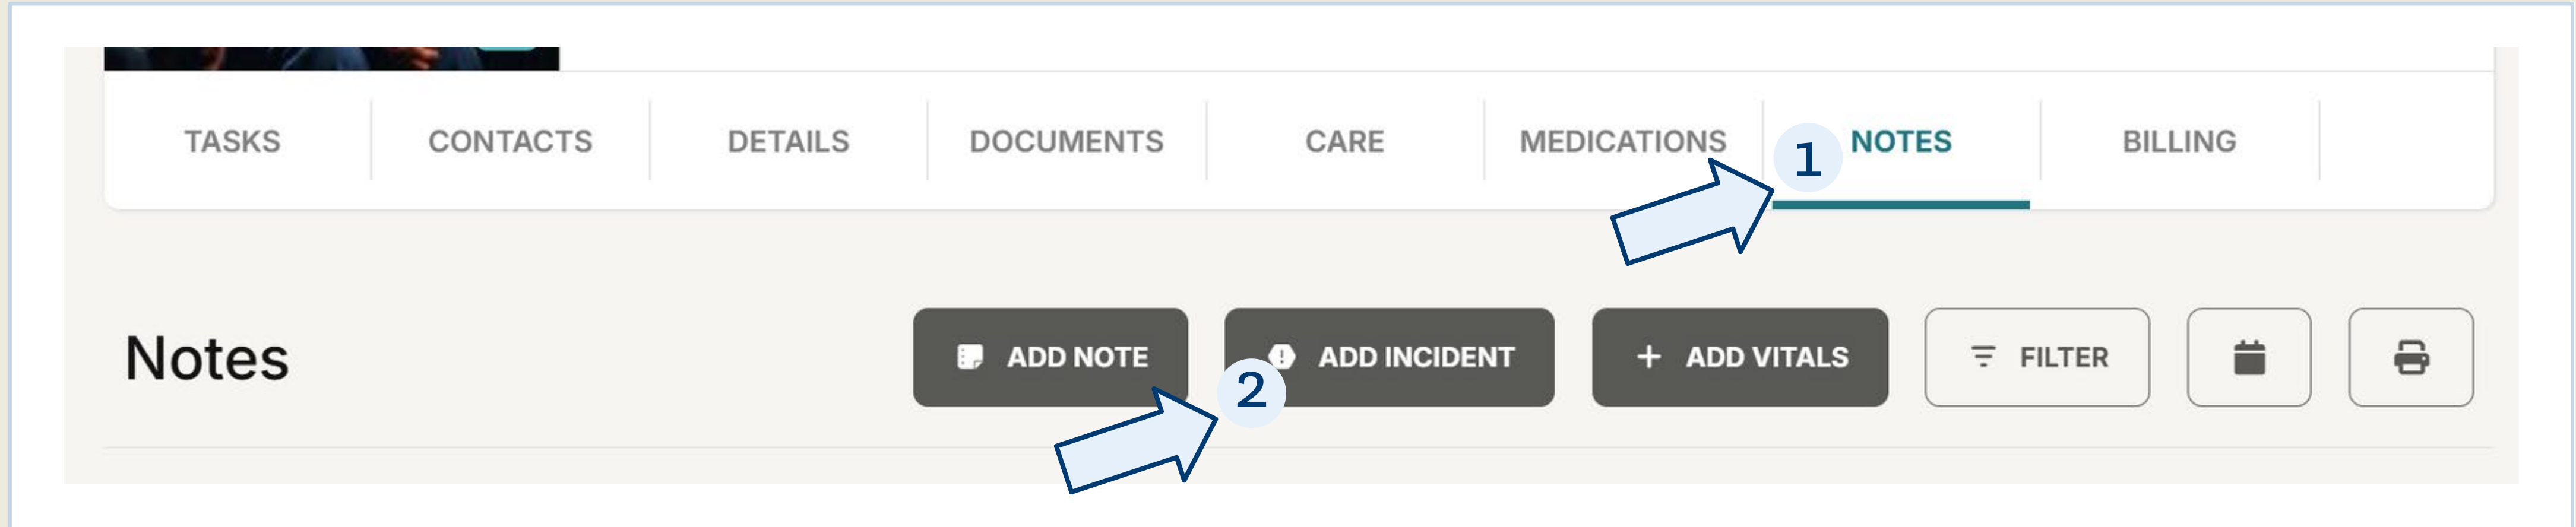 TASKS CONTACTS DETAILS DOCUMENTS CARE MEDICATIONS 1 NOTES BILLING
Notes ADD NOTE 2 ADD INCIDENT + ADD VITALS FILTER